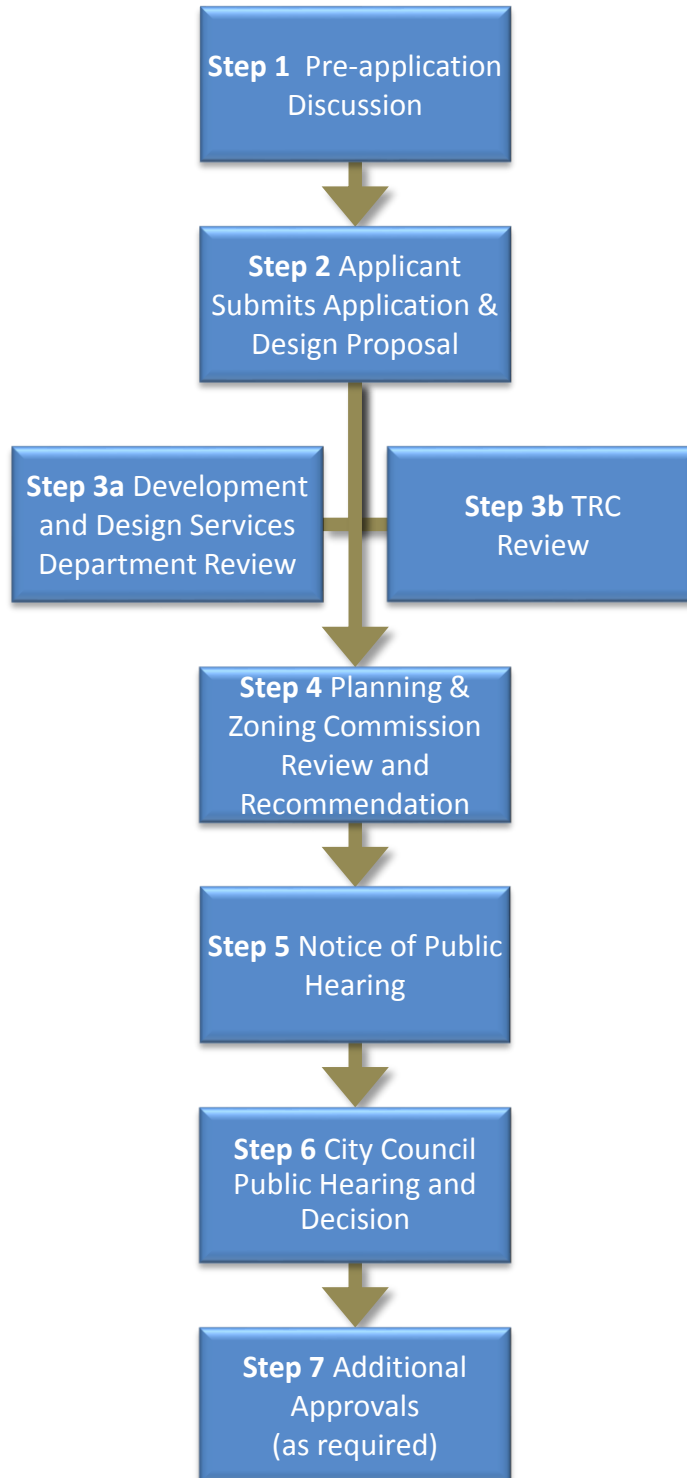 Step 1 Pre-application
Discussion
Step 2 Applicant
Submits Application &
Design Proposal
Step 3a Development
and Design Services
Department Review
Step 3b TRC
Review
Step 4 Planning &
Zoning Commission
Review and
Recommendation
Step 5 Notice of Public
Hearing
Step 6 City Council
Public Hearing and
Decision
Step 7 Additional
Approvals
(as required)